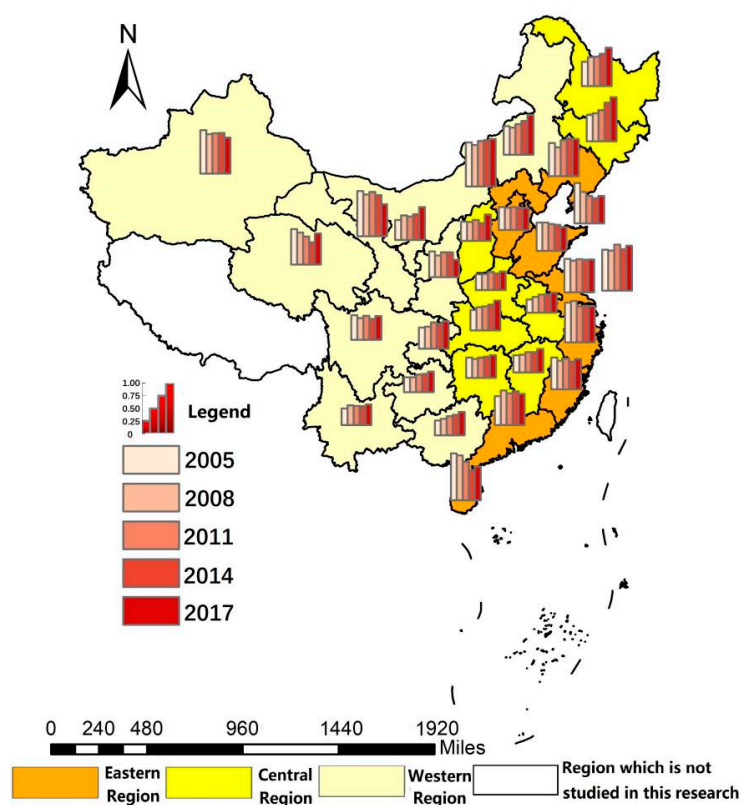 N
1.00
0.75
0.50
0.25
0
Legend
2005
2008
2011
2014
2017
0 240 480 960 1440 1920
Miles
Eastern
Region
Central
Region
Western
Region
Region which is not
studied in this research